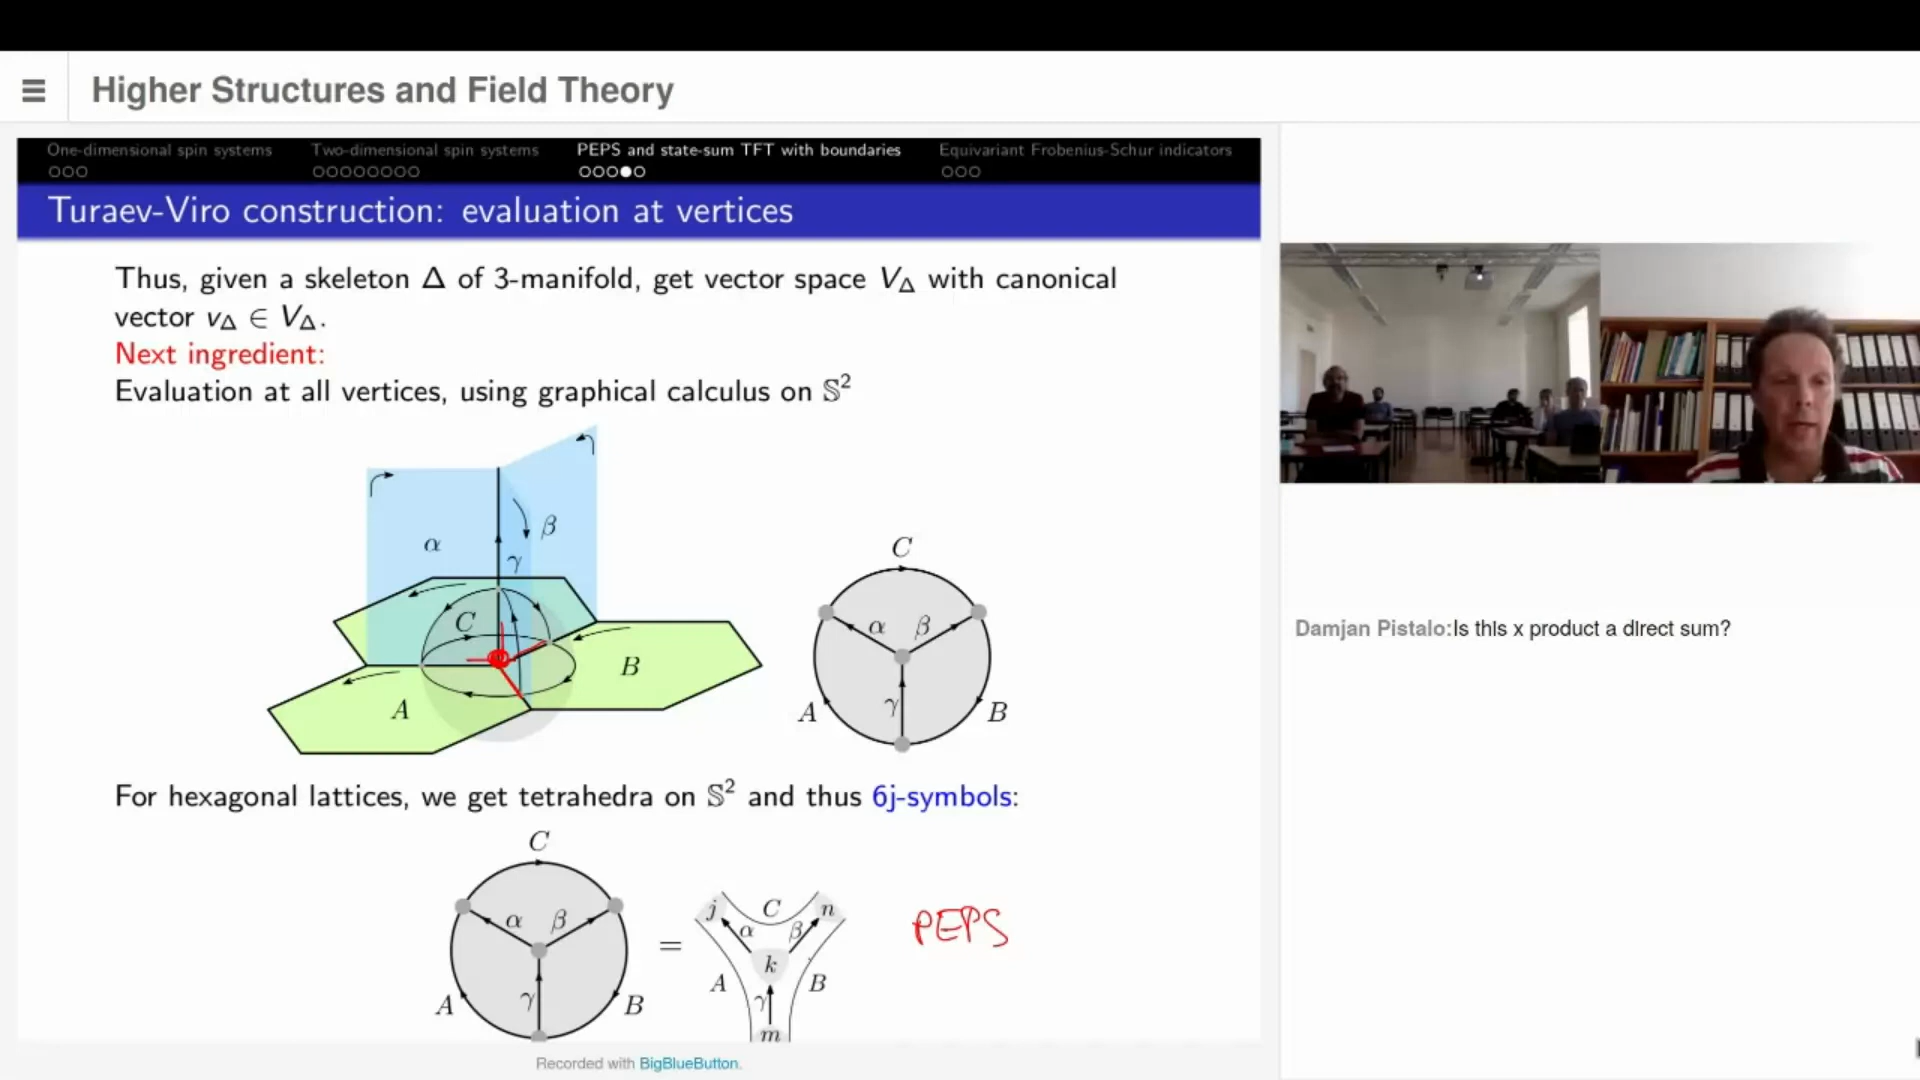 Higher Structures and Field Theory
One-dimensional spin systems Two-dimensional spin systems PEPS and state-sum TFT with boundaries Equivariant Frobenius-Schur indicators
Turaev-Viro construction: evaluation at vertices
Thus, given a skeleton Δ of 3-manifold, get vector space V_Δ with canonical
vector v_Δ ∈ V_Δ.
Next ingredient:
Evaluation at all vertices, using graphical calculus on 𝕊²
α
β
γ
C
B
A
C
α β
γ
A B
Damjan Pistalo:Is this x product a direct sum?
For hexagonal lattices, we get tetrahedra on 𝕊² and thus 6j-symbols:
C
α β
γ
A B
=
j C n
α β
k
A B
γ
m
PEPS
Recorded with BigBlueButton.